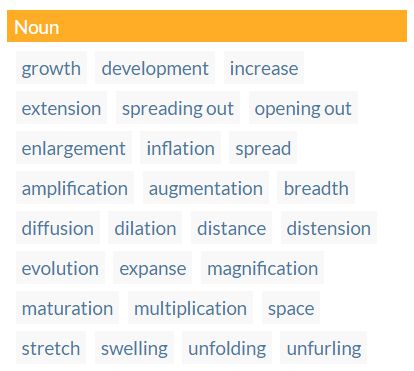 Noun
growth development increase
extension spreading out opening out
enlargement inflation spread
amplification augmentation breadth
diffusion dilation distance distension
evolution expanse magnification
maturation multiplication space
stretch swelling unfolding unfurling